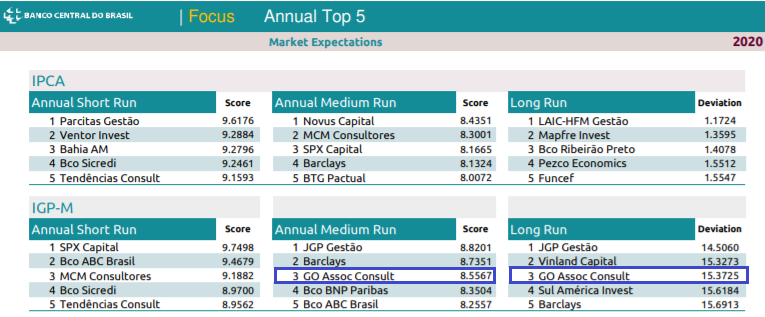 BANCO CENTRAL DO BRASIL | Focus Annual Top 5
Market Expectations 2020
IPCA
Annual Short Run Score Annual Medium Run Score Long Run Deviation
1 Parcitas Gestão 9.6176 1 Novus Capital 8.4351 1 LAIC-HFM Gestão 1.1724
2 Ventor Invest 9.2884 2 MCM Consultores 8.3001 2 Mapfre Invest 1.3595
3 Bahia AM 9.2796 3 SPX Capital 8.1665 3 Bco Ribeirão Preto 1.4078
4 Bco Sicredi 9.2461 4 Barclays 8.1324 4 Pezco Economics 1.5512
5 Tendências Consult 9.1593 5 BTG Pactual 8.0072 5 Funcef 1.5547
IGP-M
Annual Short Run Score Annual Medium Run Score Long Run Deviation
1 SPX Capital 9.7498 1 JGP Gestão 8.8201 1 JGP Gestão 14.5060
2 Bco ABC Brasil 9.4679 2 Barclays 8.7351 2 Vinland Capital 15.3273
3 MCM Consultores 9.1882 3 GO Assoc Consult 8.5567 3 GO Assoc Consult 15.3725
4 Bco Sicredi 8.9700 4 Bco BNP Paribas 8.3504 4 Sul América Invest 15.6184
5 Tendências Consult 8.9562 5 Bco ABC Brasil 8.2557 5 Barclays 15.6913